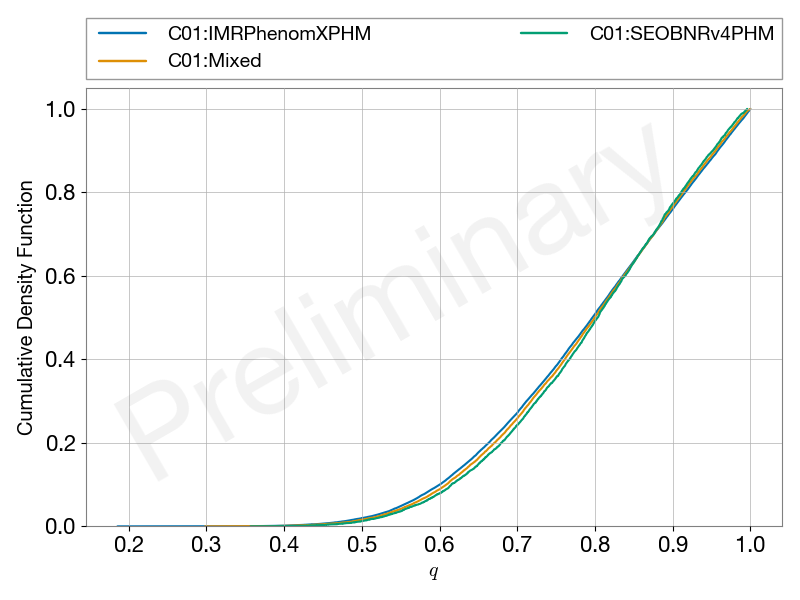 C01:IMRPhenomXPHM
C01:Mixed
C01:SEOBNRv4PHM
Preliminary
Cumulative Density Function
1.0
0.8
0.6
0.4
0.2
0.0
0.2 0.3 0.4 0.5 0.6 0.7 0.8 0.9 1.0
q